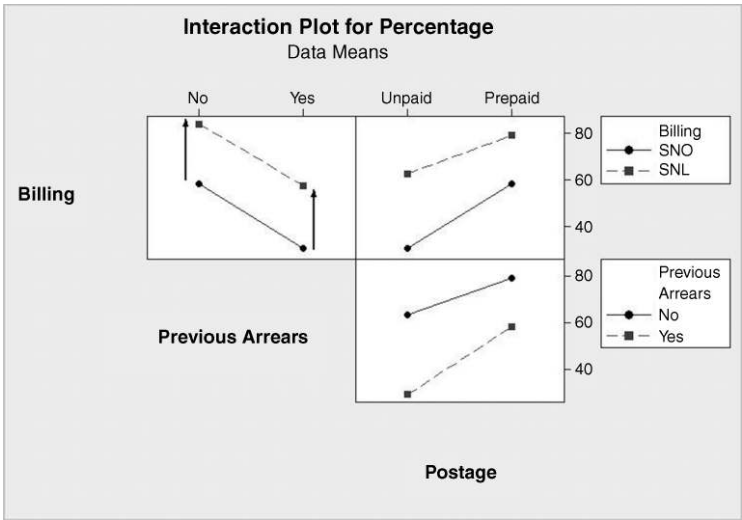 Interaction Plot for Percentage
Data Means
No Yes Unpaid Prepaid
Billing
80
60
40
Billing
SNO
SNL
Previous Arrears
80
60
40
Previous
Arrears
No
Yes
Postage